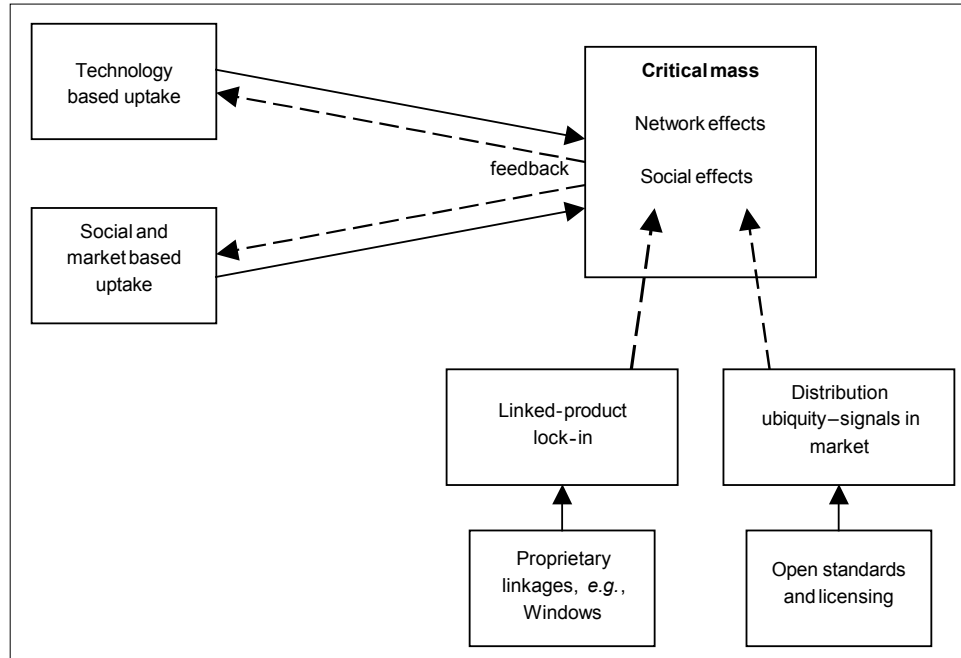 Technology
based uptake
Critical mass
Network effects
Social effects
feedback
Social and
market based
uptake
Linked-product
lock-in
Distribution
ubiquity–signals in
market
Proprietary
linkages, e.g.,
Windows
Open standards
and licensing